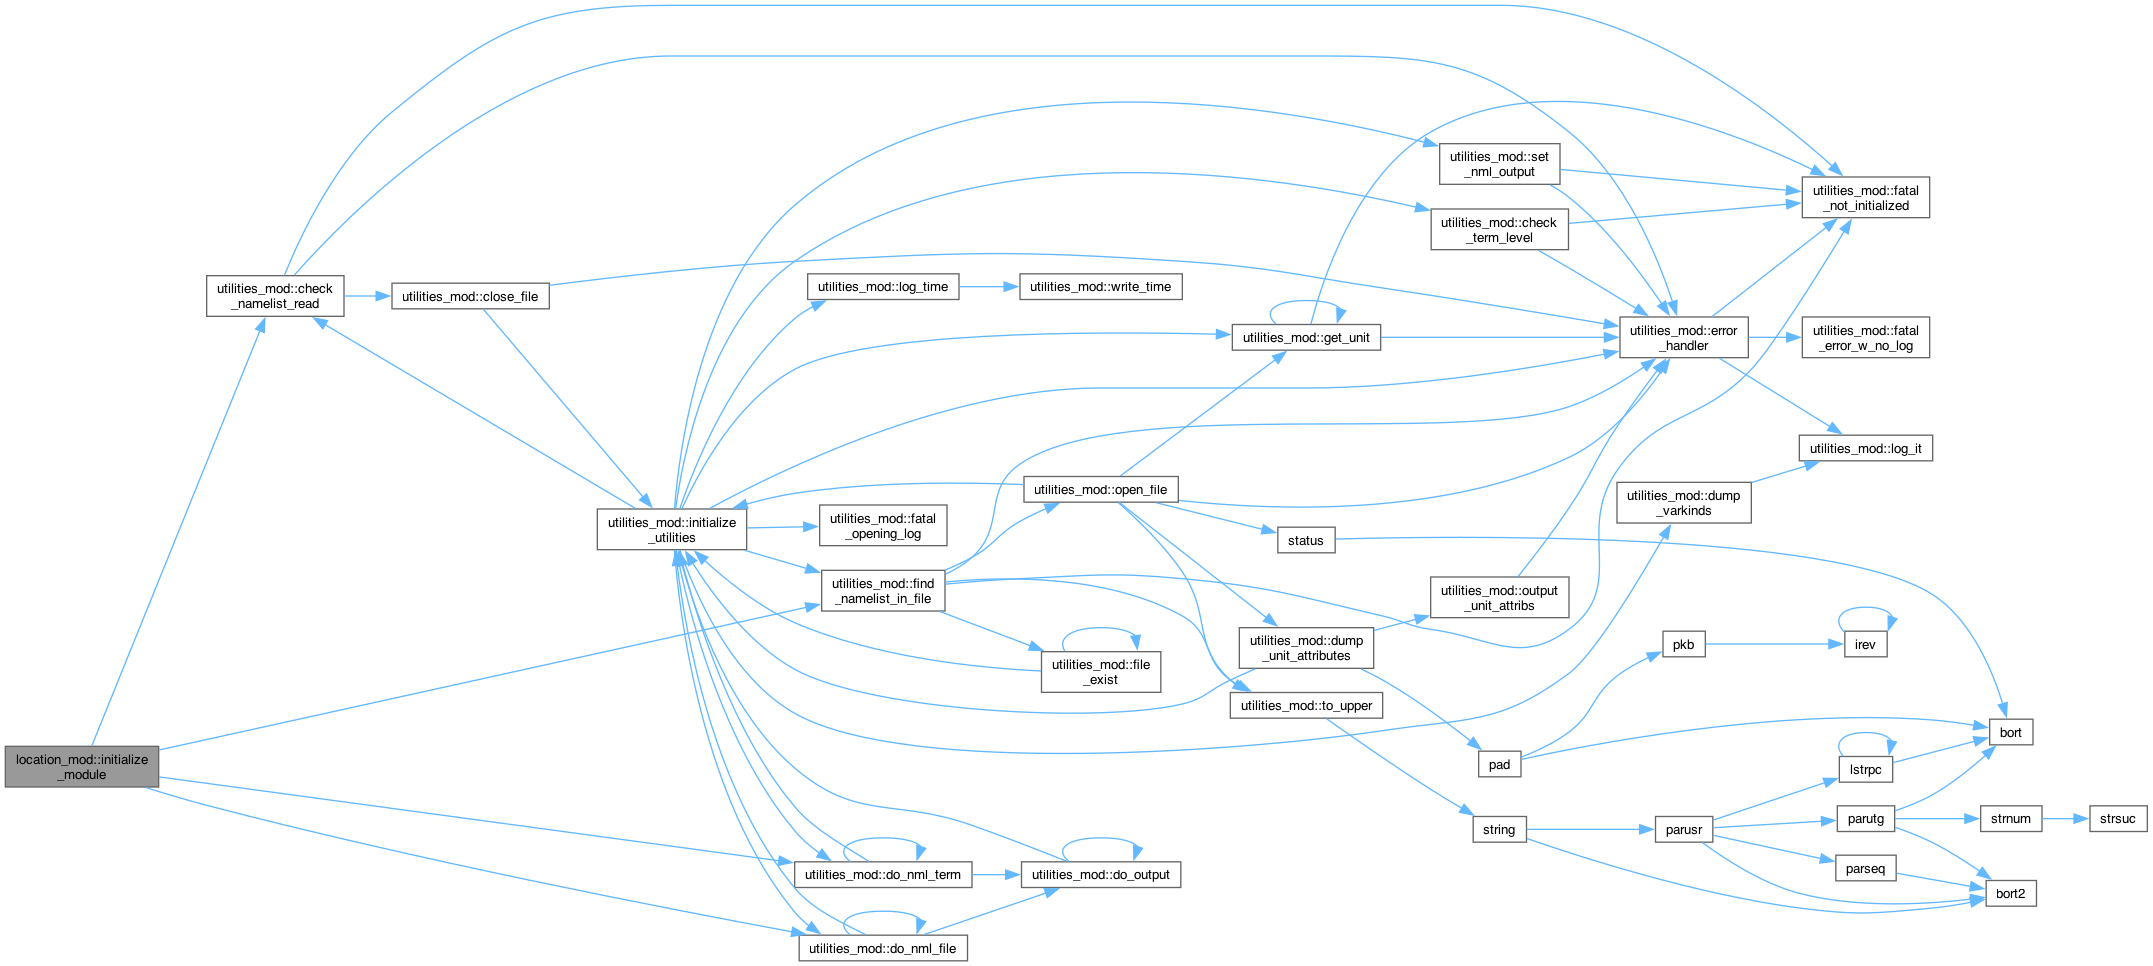 location_mod::initialize
_module
utilities_mod::check
_namelist_read
utilities_mod::close_file
utilities_mod::initialize
_utilities
utilities_mod::log_time
utilities_mod::write_time
utilities_mod::fatal
_opening_log
utilities_mod::find
_namelist_in_file
utilities_mod::do_nml_term
utilities_mod::do_nml_file
utilities_mod::open_file
utilities_mod::file
_exist
utilities_mod::do_output
utilities_mod::get_unit
status
utilities_mod::dump
_unit_attributes
utilities_mod::to_upper
utilities_mod::set
_nml_output
utilities_mod::check
_term_level
utilities_mod::output
_unit_attribs
pad
string
utilities_mod::error
_handler
utilities_mod::dump
_varkinds
pkb
parusr
utilities_mod::fatal
_not_initialized
utilities_mod::fatal
_error_w_no_log
utilities_mod::log_it
irev
lstrpc
parutg
parseq
bort
strnum
bort2
strsuc